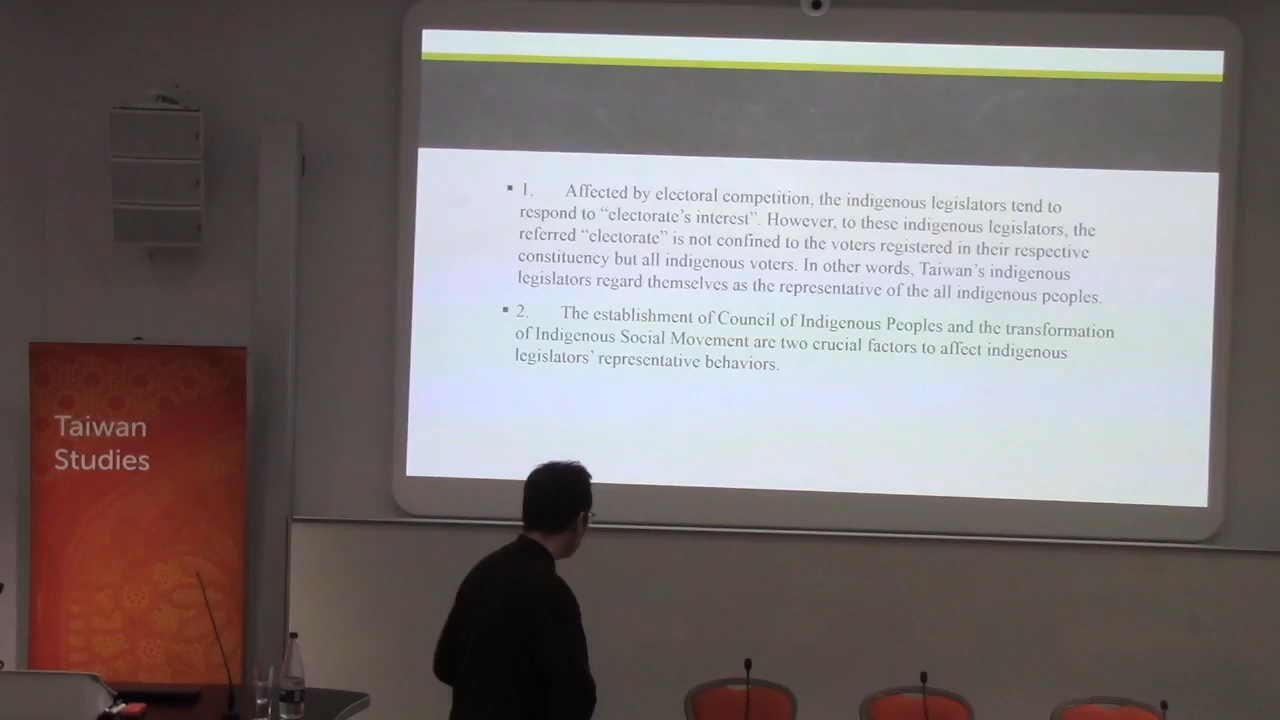 Taiwan
Studies
▪ 1. Affected by electoral competition, the indigenous legislators tend to
respond to “electorate’s interest”. However, to these indigenous legislators, the
referred “electorate” is not confined to the voters registered in their respective
constituency but all indigenous voters. In other words, Taiwan’s indigenous
legislators regard themselves as the representative of the all indigenous peoples.
▪ 2. The establishment of Council of Indigenous Peoples and the transformation
of Indigenous Social Movement are two crucial factors to affect indigenous
legislators’ representative behaviors.